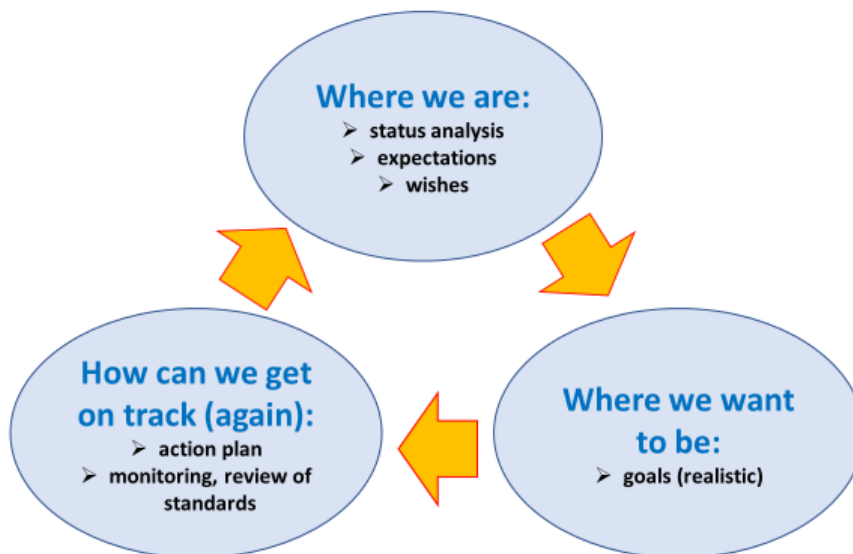 Where we are:
➢ status analysis
➢ expectations
➢ wishes
How can we get
on track (again):
➢ action plan
➢ monitoring, review of
standards
Where we want
to be:
➢ goals (realistic)